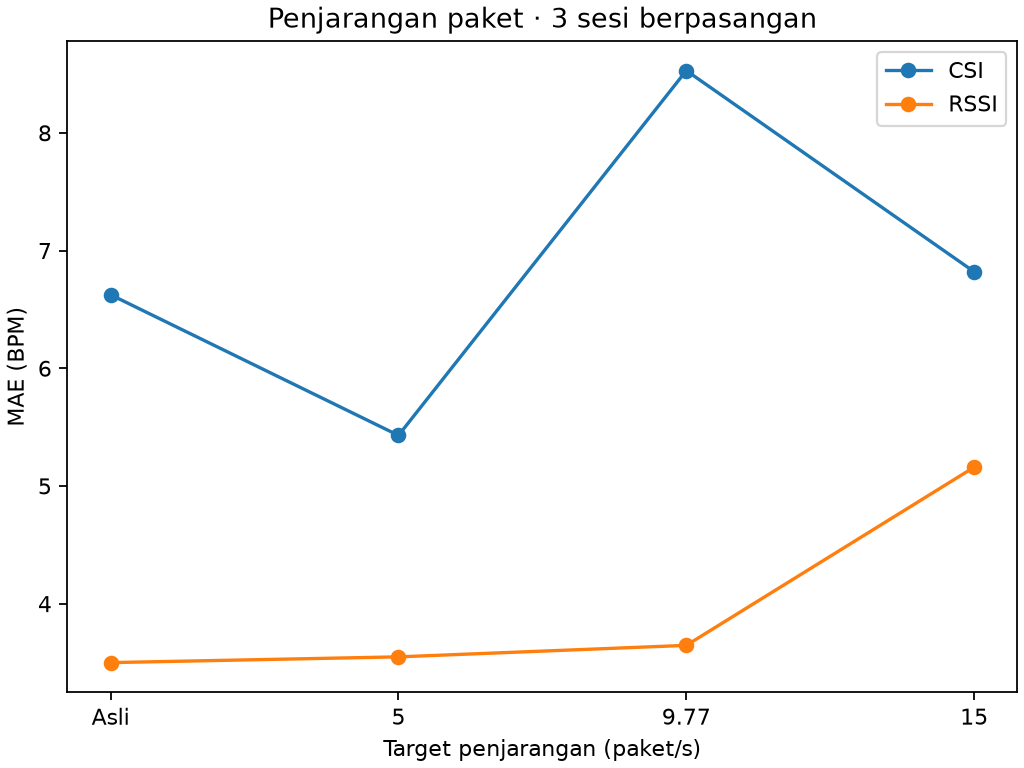 Penjarangan paket · 3 sesi berpasangan
CSI
RSSI
8
7
6
5
4
MAE (BPM)
Asli
5
9.77
15
Target penjarangan (paket/s)